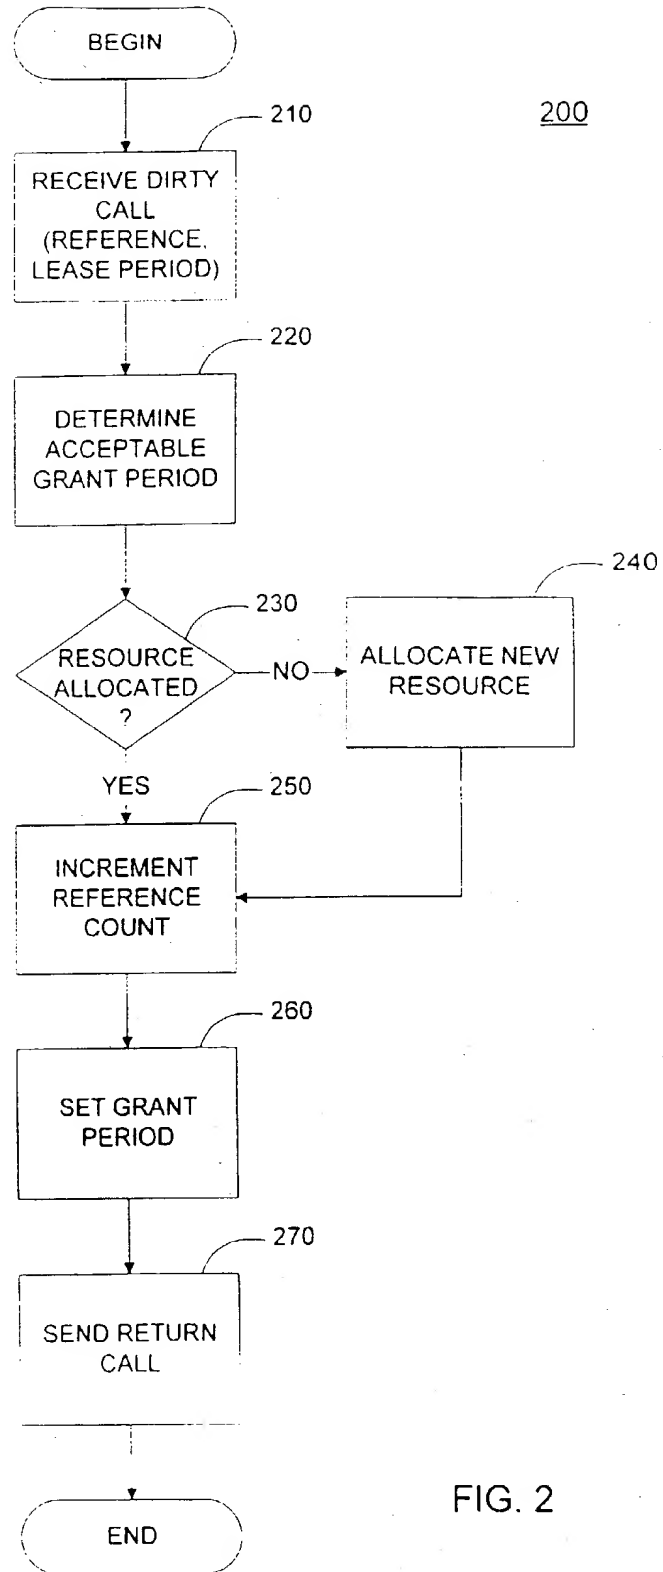 BEGIN
200
210
RECEIVE DIRTY
CALL
(REFERENCE,
LEASE PERIOD)
220
DETERMINE
ACCEPTABLE
GRANT PERIOD
230
RESOURCE
ALLOCATED
?
NO
240
ALLOCATE NEW
RESOURCE
YES
250
INCREMENT
REFERENCE
COUNT
260
SET GRANT
PERIOD
270
SEND RETURN
CALL
END
FIG. 2